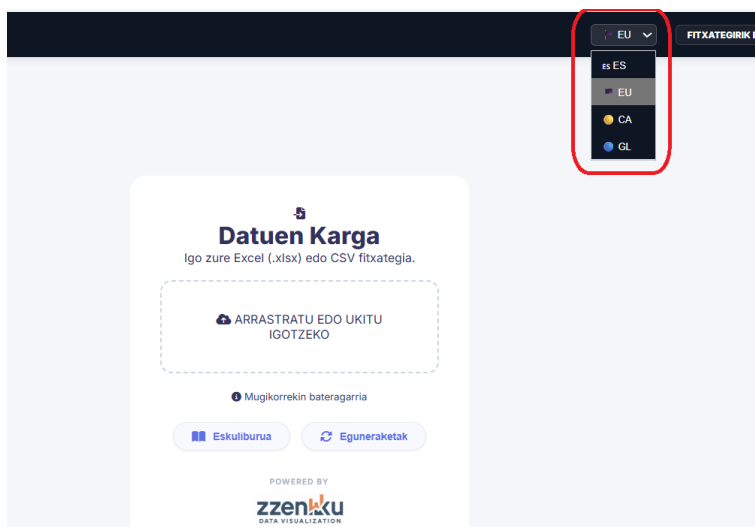 EU
FITXATEGIRIK
ES ES
EU
CA
GL
Datuen Karga
Igo zure Excel (.xlsx) edo CSV fitxategia.
ARRASTRATU EDO UKITU
IGOTZEKO
Mugikorrekin bateragarria
Eskuliburua
Eguneraketak
POWERED BY
zzenkku
DATA VISUALIZATION